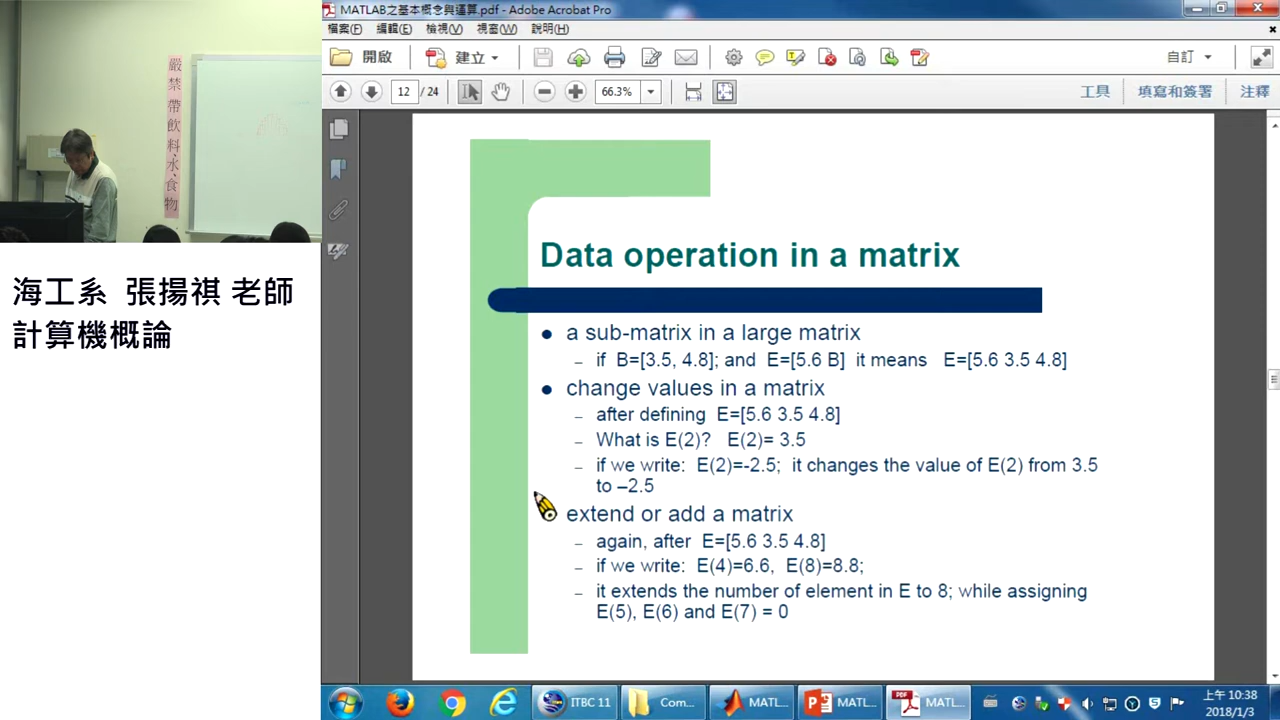 嚴禁帶飲料、水、食物
海工系 張揚祺 老師
計算機概論
MATLAB之基本概念與運算.pdf - Adobe Acrobat Pro
檔案(F) 編輯(E) 檢視(V) 視窗(W) 說明(H)
開啟 建立 自訂
12 / 24 66.3% 工具 填寫和簽署 注釋
Data operation in a matrix
● a sub-matrix in a large matrix
– if B=[3.5, 4.8]; and E=[5.6 B] it means E=[5.6 3.5 4.8]
● change values in a matrix
– after defining E=[5.6 3.5 4.8]
– What is E(2)? E(2)= 3.5
– if we write: E(2)=-2.5; it changes the value of E(2) from 3.5
to –2.5
extend or add a matrix
– again, after E=[5.6 3.5 4.8]
– if we write: E(4)=6.6, E(8)=8.8;
– it extends the number of element in E to 8; while assigning
E(5), E(6) and E(7) = 0
ITBC 11 Com... MATL... MATL... MATL...
上午 10:38
2018/1/3